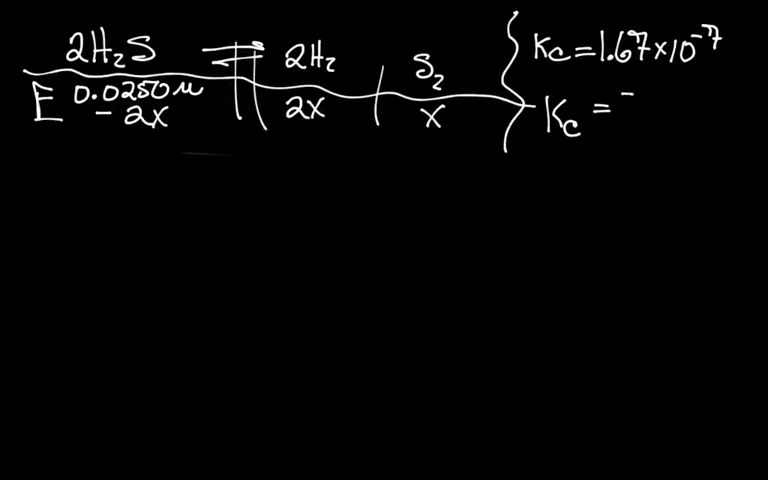 2H₂S ⇌ 2H₂ | S₂
E 0.0250M - 2X | 2X | X
Kc = 1.67 × 10⁻⁷
Kc =